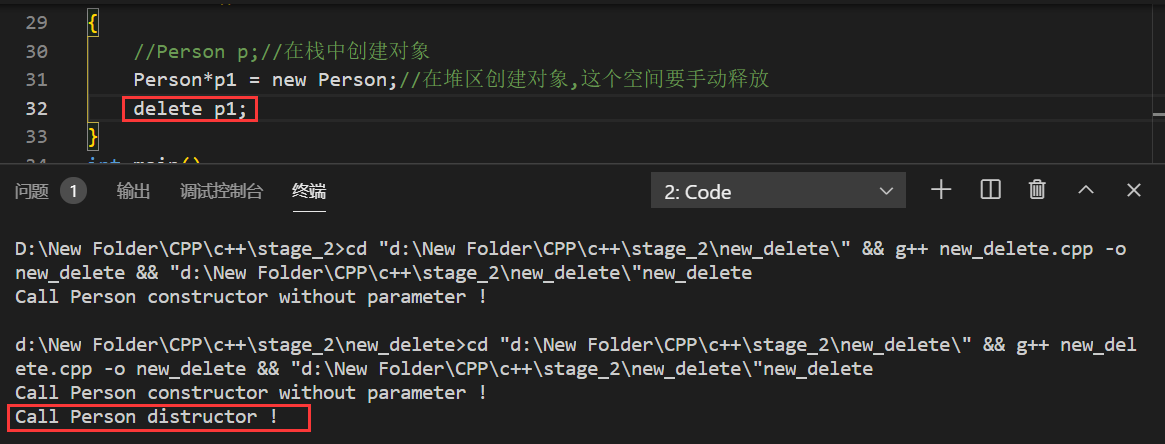 29 {
30 //Person p;//在栈中创建对象
31 Person*p1 = new Person;//在堆区创建对象,这个空间要手动释放
32 delete p1;
33 }
问题 1 输出 调试控制台 终端 2: Code
D:\New Folder\CPP\c++\stage_2>cd "d:\New Folder\CPP\c++\stage_2\new_delete\" && g++ new_delete.cpp -o
new_delete && "d:\New Folder\CPP\c++\stage_2\new_delete\"new_delete
Call Person constructor without parameter !
d:\New Folder\CPP\c++\stage_2\new_delete>cd "d:\New Folder\CPP\c++\stage_2\new_delete\" && g++ new_del
ete.cpp -o new_delete && "d:\New Folder\CPP\c++\stage_2\new_delete\"new_delete
Call Person constructor without parameter !
Call Person distructor !